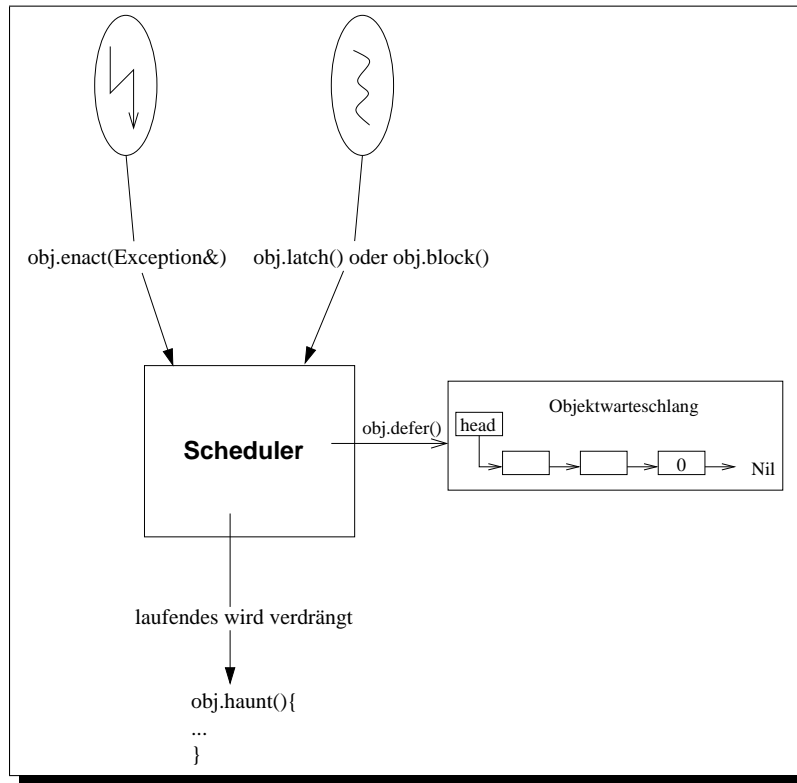 obj.enact(Exception&)
obj.latch() oder obj.block()
Scheduler
obj.defer()
Objektwarteschlang
head
0
Nil
laufendes wird verdrängt
obj.haunt(){
...
}